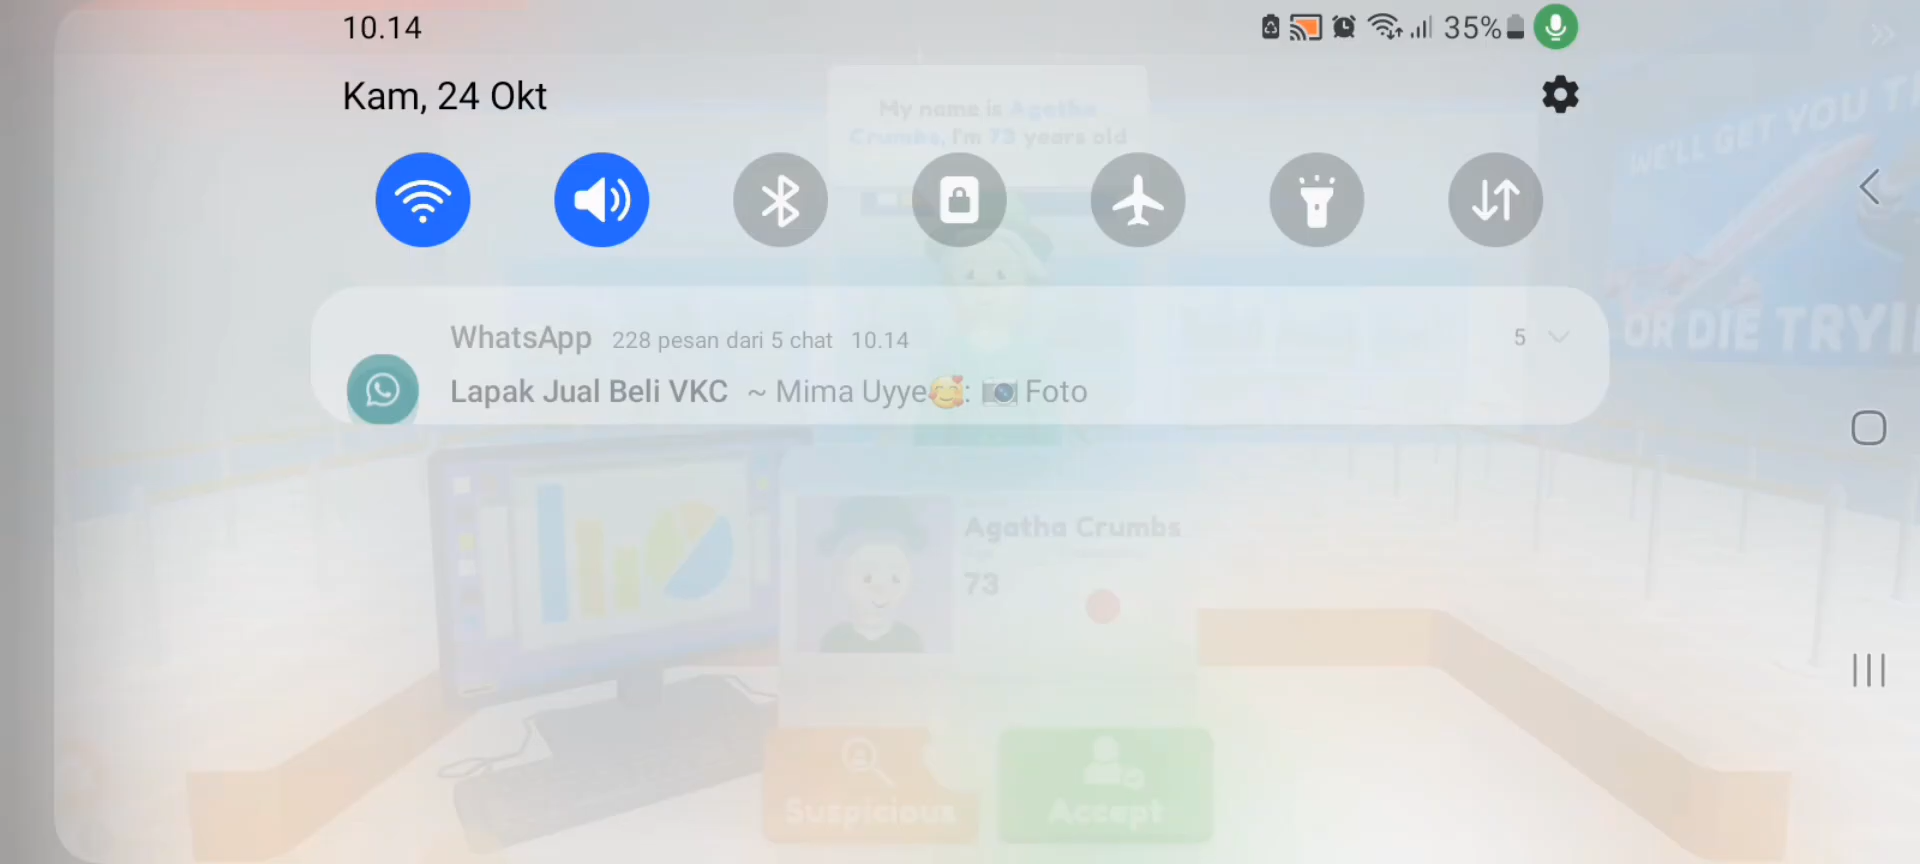 10.14
35%
Kam, 24 Okt
My name is Agatha
Crumbs, I'm 73 years old
WE'LL GET YOU T
OR DIE TRYI
WhatsApp 228 pesan dari 5 chat 10.14 5
Lapak Jual Beli VKC ~ Mima Uyye🥰: 📷 Foto
Agatha Crumbs
73
Suspicious
Accept